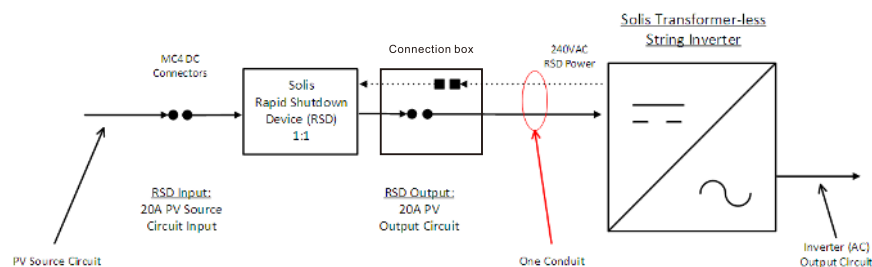 Solis Transformer-less
String Inverter
Connection box
240VAC
RSD Power
MC4 DC
Connectors
Solis
Rapid Shutdown
Device (RSD)
1:1
RSD Input:
20A PV Source
Circuit Input
RSD Output:
20A PV
Output Circuit
PV Source Circuit
One Conduit
Inverter (AC)
Output Circuit